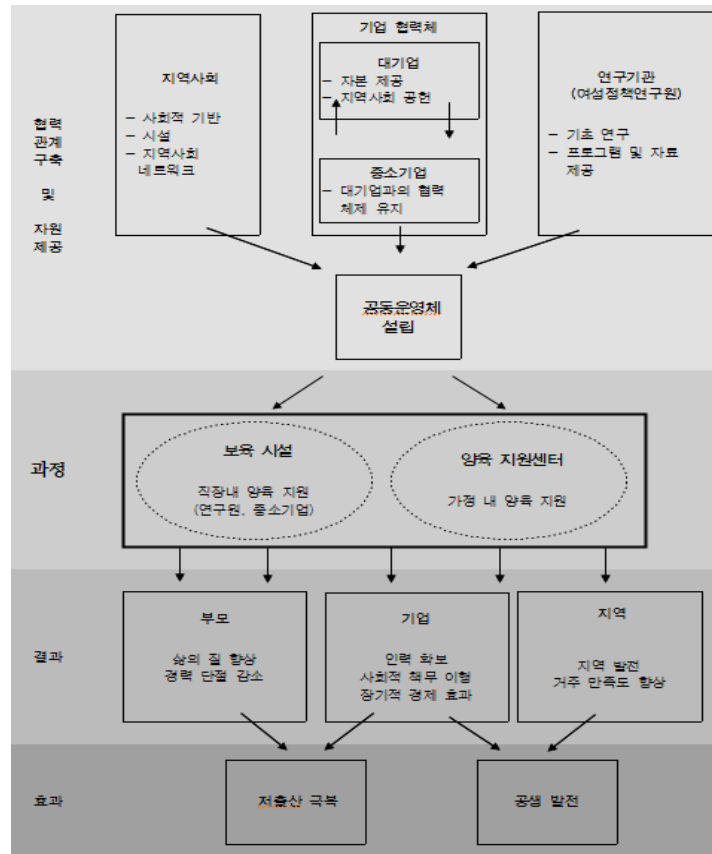 협력
관계
구축
및
자원
제공
지역사회
– 사회적 기반
– 시설
– 지역사회
네트워크
기업 협력체
대기업
– 자본 제공
– 지역사회 공헌
중소기업
– 대기업과의 협력
체제 유지
연구기관
(여성정책연구원)
– 기초 연구
– 프로그램 및 자료
제공
공동운영체
설립
과정
보육 시설
직장내 양육 지원
(연구원, 중소기업)
양육 지원센터
가정 내 양육 지원
결과
부모
삶의 질 향상
경력 단절 감소
기업
인력 확보
사회적 책무 이행
장기적 경제 효과
지역
지역 발전
거주 만족도 향상
효과
저출산 극복
공생 발전